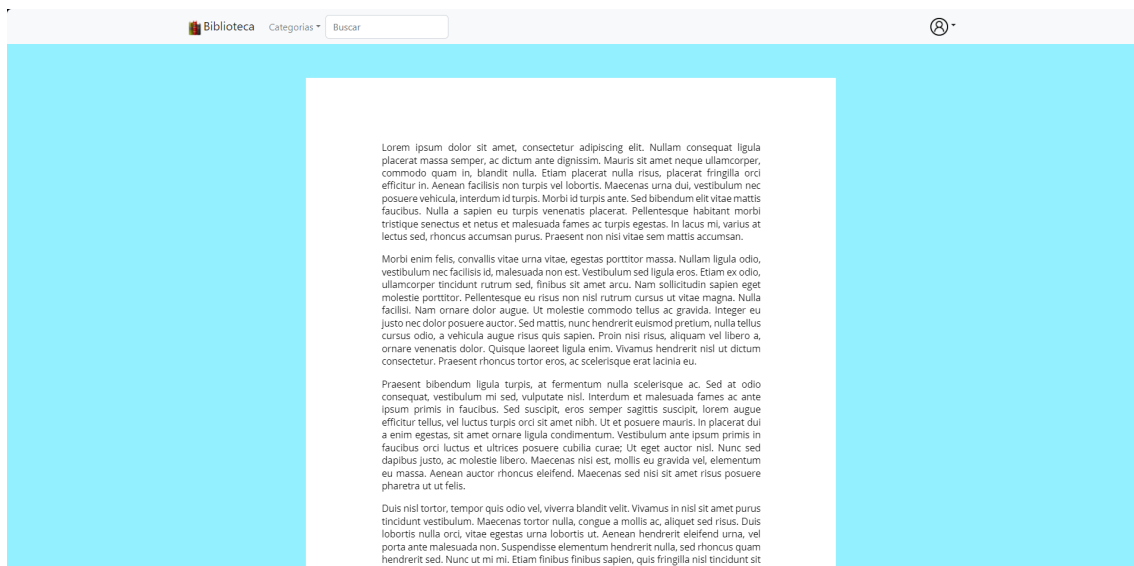 Biblioteca Categorias Buscar
Lorem ipsum dolor sit amet, consectetur adipiscing elit. Nullam consequat ligula
placerat massa semper, ac dictum ante dignissim. Mauris sit amet neque ullamcorper,
commodo quam in, blandit nulla. Etiam placerat nulla risus, placerat fringilla orci
efficitur in. Aenean facilisis non turpis vel lobortis. Maecenas urna dui, vestibulum nec
posuere vehicula, interdum id turpis. Morbi id turpis ante. Sed bibendum elit vitae mattis
faucibus. Nulla a sapien eu turpis venenatis placerat. Pellentesque habitant morbi
tristique senectus et netus et malesuada fames ac turpis egestas. In lacus mi, varius at
lectus sed, rhoncus accumsan purus. Praesent non nisi vitae sem mattis accumsan.
Morbi enim felis, convallis vitae urna vitae, egestas porttitor massa. Nullam ligula odio,
vestibulum nec facilisis id, malesuada non est. Vestibulum sed ligula eros. Etiam ex odio,
ullamcorper tincidunt rutrum sed, finibus sit amet arcu. Nam sollicitudin sapien eget
molestie porttitor. Pellentesque eu risus non nisl rutrum cursus ut vitae magna. Nulla
facilisi. Nam ornare dolor augue. Ut molestie commodo tellus ac gravida. Integer eu
justo nec dolor posuere auctor. Sed mattis, nunc hendrerit euismod pretium, nulla tellus
cursus odio, a vehicula augue risus quis sapien. Proin nisi risus, aliquam vel libero a,
ornare venenatis dolor. Quisque laoreet ligula enim. Vivamus hendrerit nisl ut dictum
consectetur. Praesent rhoncus tortor eros, ac scelerisque erat lacinia eu.
Praesent bibendum ligula turpis, at fermentum nulla scelerisque ac. Sed at odio
consequat, vestibulum mi sed, vulputate nisl. Interdum et malesuada fames ac ante
ipsum primis in faucibus. Sed suscipit, eros semper sagittis suscipit, lorem augue
efficitur tellus, vel luctus turpis orci sit amet nibh. Ut et posuere mauris. In placerat dui
a enim egestas, sit amet ornare ligula condimentum. Vestibulum ante ipsum primis in
faucibus orci luctus et ultrices posuere cubilia curae; Ut eget auctor nisl. Nunc sed
dapibus justo, ac molestie libero. Maecenas nisi est, mollis eu gravida vel, elementum
eu massa. Aenean auctor rhoncus eleifend. Maecenas sed nisi sit amet risus posuere
pharetra ut ut felis.
Duis nisl tortor, tempor quis odio vel, viverra blandit velit. Vivamus in nisl sit amet purus
tincidunt vestibulum. Maecenas tortor nulla, congue a mollis ac, aliquet sed risus. Duis
lobortis nulla orci, vitae egestas urna lobortis ut. Aenean hendrerit eleifend urna, vel
porta ante malesuada non. Suspendisse elementum hendrerit nulla, sed rhoncus quam
hendrerit sed. Nunc ut mi mi. Etiam finibus finibus sapien, quis fringilla nisl tincidunt sit